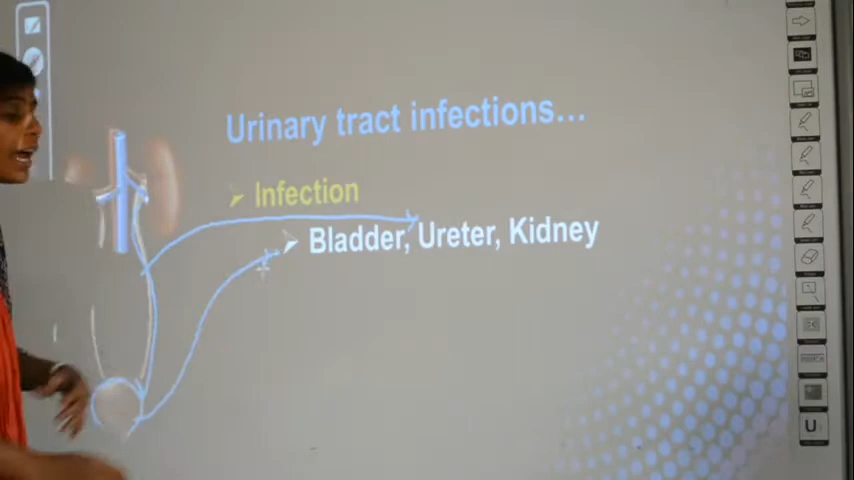 Urinary tract infections...
Infection
Bladder, Ureter, Kidney
U